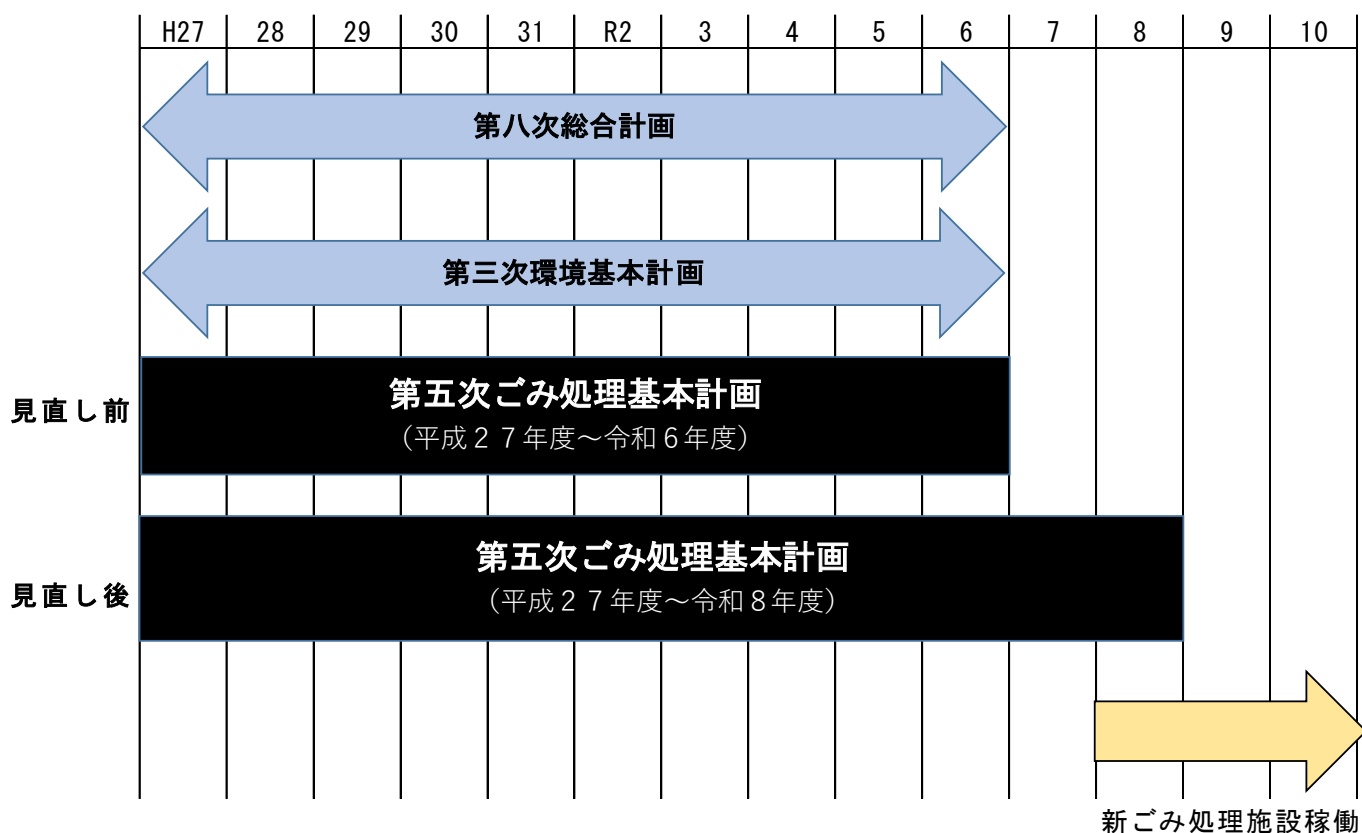 H27 28 29 30 31 R2 3 4 5 6 7 8 9 10
第八次総合計画
第三次環境基本計画
見直し前
第五次ごみ処理基本計画
(平成27年度～令和6年度)
見直し後
第五次ごみ処理基本計画
(平成27年度～令和8年度)
新ごみ処理施設稼働